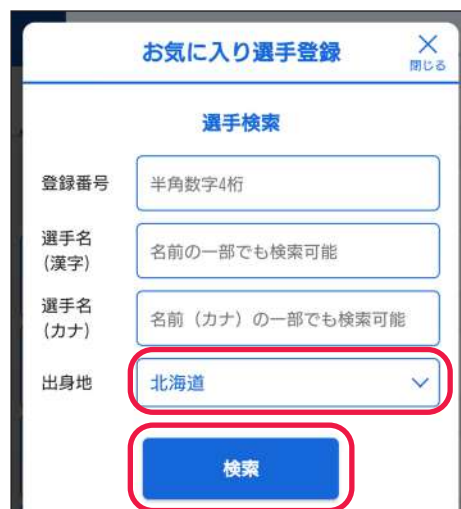 お気に入り選手登録
閉じる
選手検索
登録番号
半角数字4桁
選手名
(漢字)
名前の一部でも検索可能
選手名
(カナ)
名前（カナ）の一部でも検索可能
出身地
北海道
検索